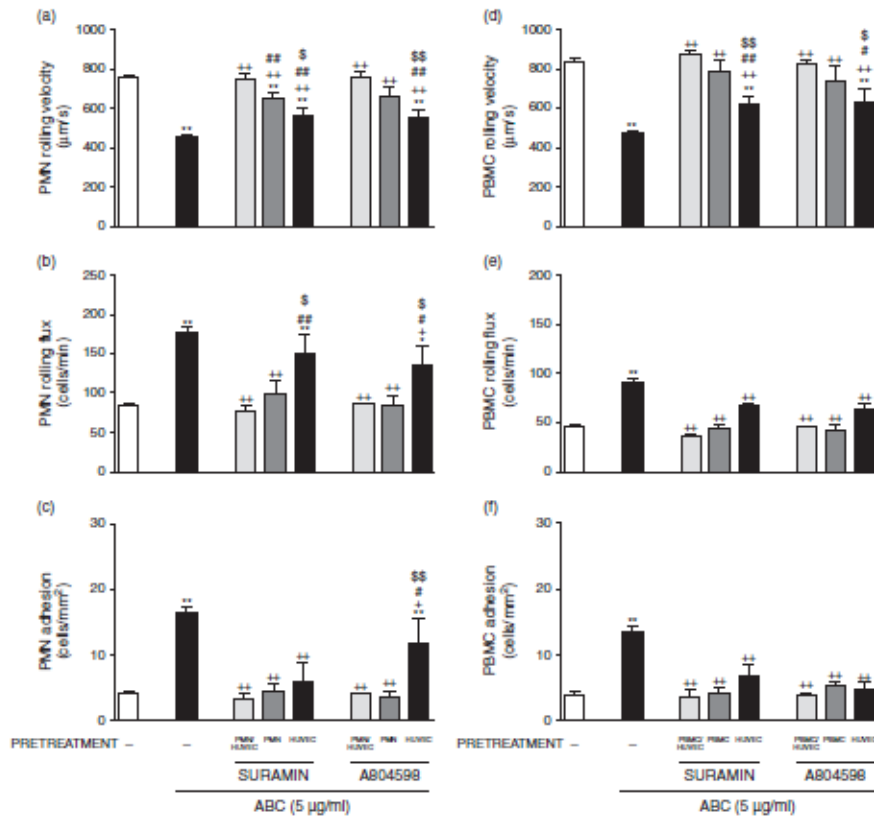 (a)
1000
800
600
400
200
0
PMN rolling velocity
(µm/s)
**
++
##
++
**
$
##
++
**
++
++
$$
##
++
**
(b)
250
200
150
100
50
0
PMN rolling flux
(cells/min)
**
++
++
$
##
**
++
++
$
#
+
*
(c)
30
20
10
0
PMN adhesion
(cells/mm²)
**
++
++
++
++
++
$$
#
+
**
PRETREATMENT
–
–
PMN/
HUVEC
PMN
HUVEC
PMN/
HUVEC
PMN
HUVEC
SURAMIN
A804598
ABC (5 µg/ml)
(d)
1000
800
600
400
200
0
PBMC rolling velocity
(µm/s)
**
++
++
$$
##
++
**
++
++
$
#
++
**
(e)
200
150
100
50
0
PBMC rolling flux
(cells/min)
**
++
++
++
++
++
++
(f)
30
20
10
0
PBMC adhesion
(cells/mm²)
**
++
++
++
++
++
++
–
–
PBMC/
HUVEC
PBMC
HUVEC
PBMC/
HUVEC
PBMC
HUVEC
SURAMIN
A804598
ABC (5 µg/ml)